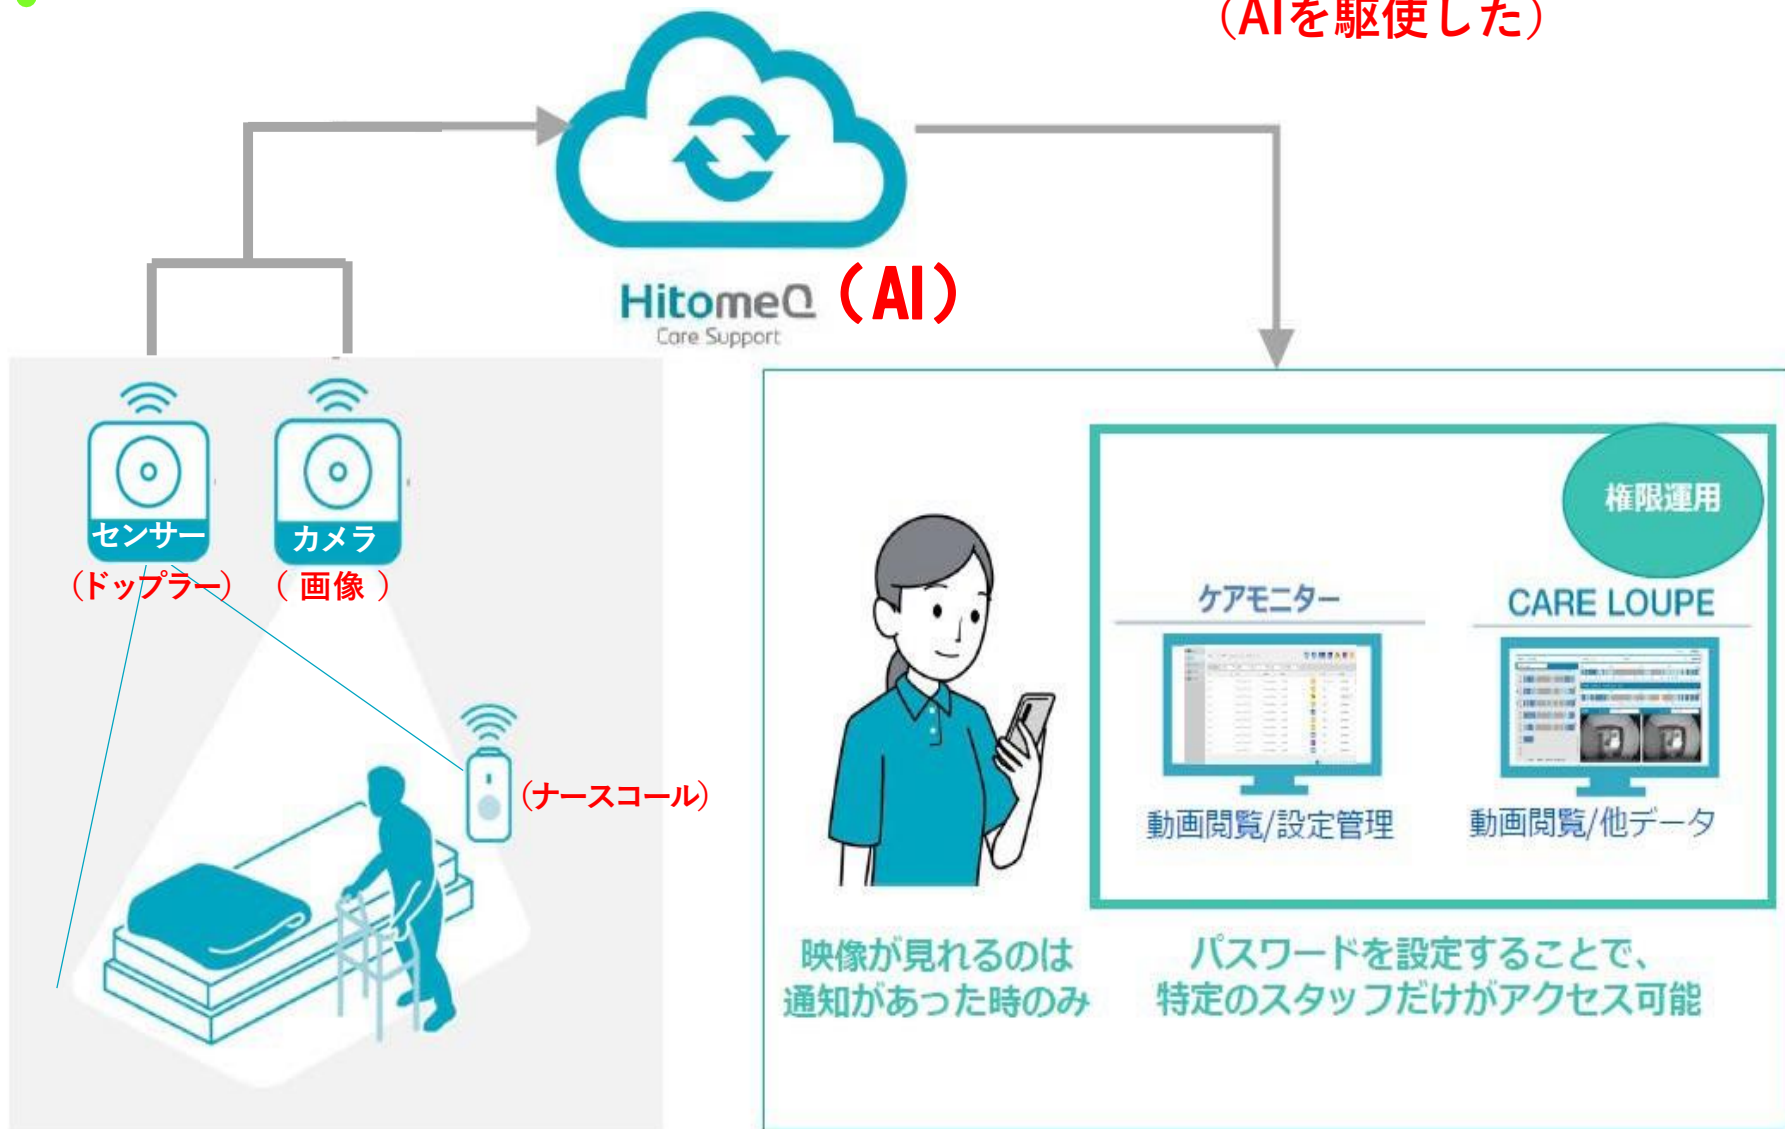 （AIを駆使した）
HitomeQ（AI）
Care Support
センサー
（ドップラー）
カメラ
（ 画像 ）
（ナースコール）
権限運用
ケアモニター
CARE LOUPE
動画閲覧/設定管理
動画閲覧/他データ
映像が見れるのは
通知があった時のみ
パスワードを設定することで、
特定のスタッフだけがアクセス可能